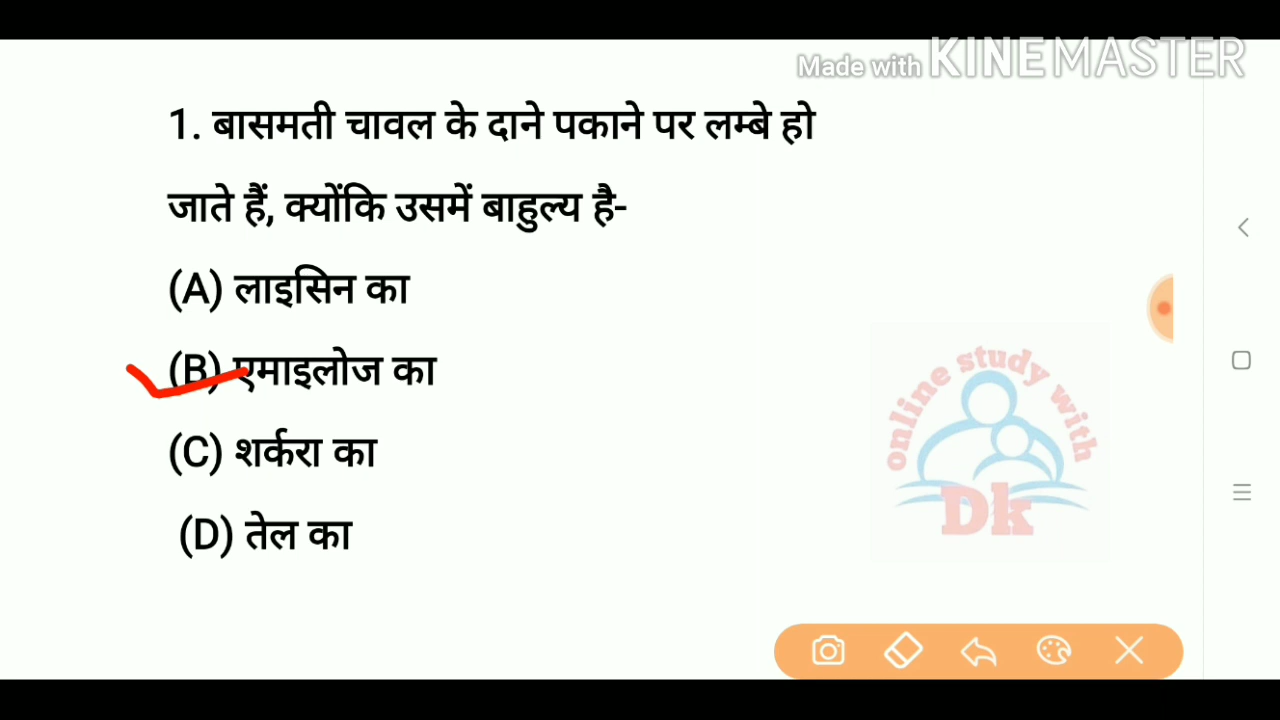 Made with KINEMASTER
1. बासमती चावल के दाने पकाने पर लम्बे हो
जाते हैं, क्योंकि उसमें बाहुल्य है-
(A) लाइसिन का
(B) एमाइलोज का
(C) शर्करा का
(D) तेल का
online study with
Dk